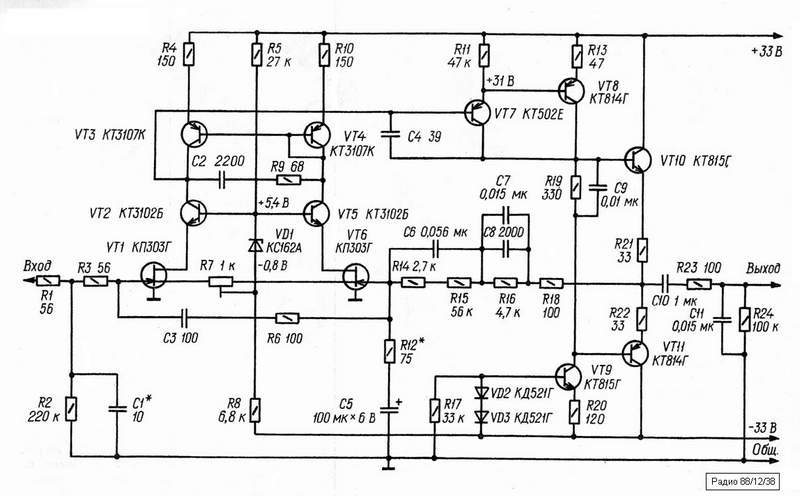 R4
150
R5
27 к
R10
150
R11
47 к
R13
47
+33 В
+31 В
VT8
КТ814Г
VT7 КТ502Е
VT3 КТ3107К
VT4
КТ3107К
C4 39
C2 2200
R9 68
VT10 КТ815Г
R19
330
C9
0,01 мк
C7
0,015 мк
VT2 КТ3102Б
+5,4 В
VT5 КТ3102Б
C6 0,056 мк
C8 2000
VT1 КП303Г
VD1
КС162А
VT6
КП303Г
R21
33
Вход
R3 56
R7 1 к
-0,8 В
R14 2,7 к
Выход
R23 100
R1
56
R15
56 к
R16
4,7 к
R18
100
C10 1 мк
R22
33
C11
0,015 мк
R24
100 к
C3 100
R6 100
R12*
75
VT11
КТ814Г
VT9
КТ815Г
R2
220 к
C1*
10
R8
6,8 к
C5
100 мк × 6 В
+
R17
33 к
VD2 КД521Г
VD3 КД521Г
R20
120
-33 В
Общ.
Радио 88/12/38